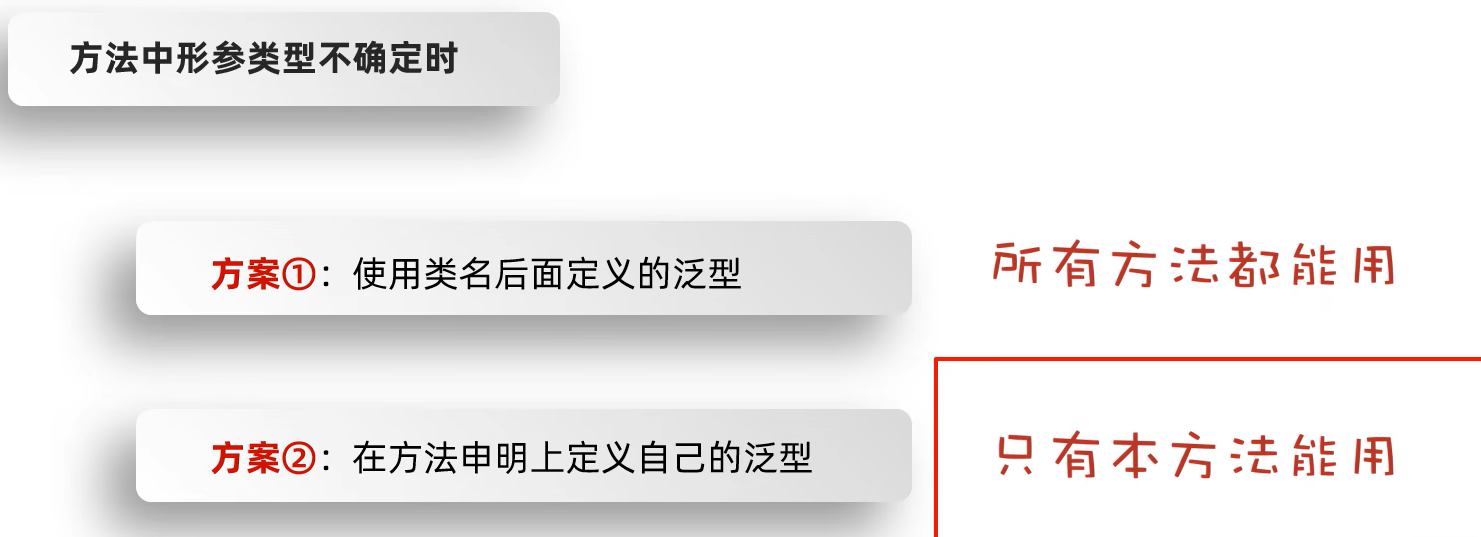 方法中形参类型不确定时
方案①：使用类名后面定义的泛型
所有方法都能用
方案②：在方法申明上定义自己的泛型
只有本方法能用